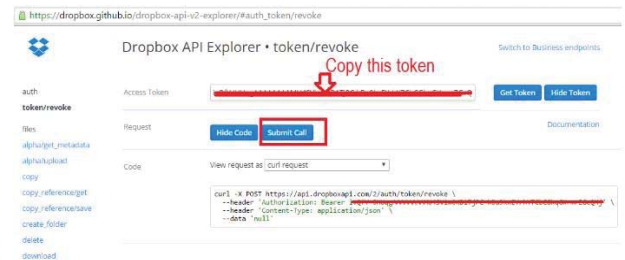 https://dropbox.github.io/dropbox-api-v2-explorer/#auth_token/revoke
Dropbox API Explorer • token/revoke
Switch to Business endpoints
Copy this token
auth
token/revoke
files
alpha/get_metadata
alpha/upload
copy
copy_reference/get
copy_reference/save
create_folder
delete
download
Access Token
Get Token
Hide Token
Request
Hide Code
Submit Call
Documentation
Code
View request as curl request
curl -X POST https://api.dropboxapi.com/2/auth/token/revoke \
--header 'Authorization: Bearer
--header 'Content-Type: application/json' \
--data 'null'